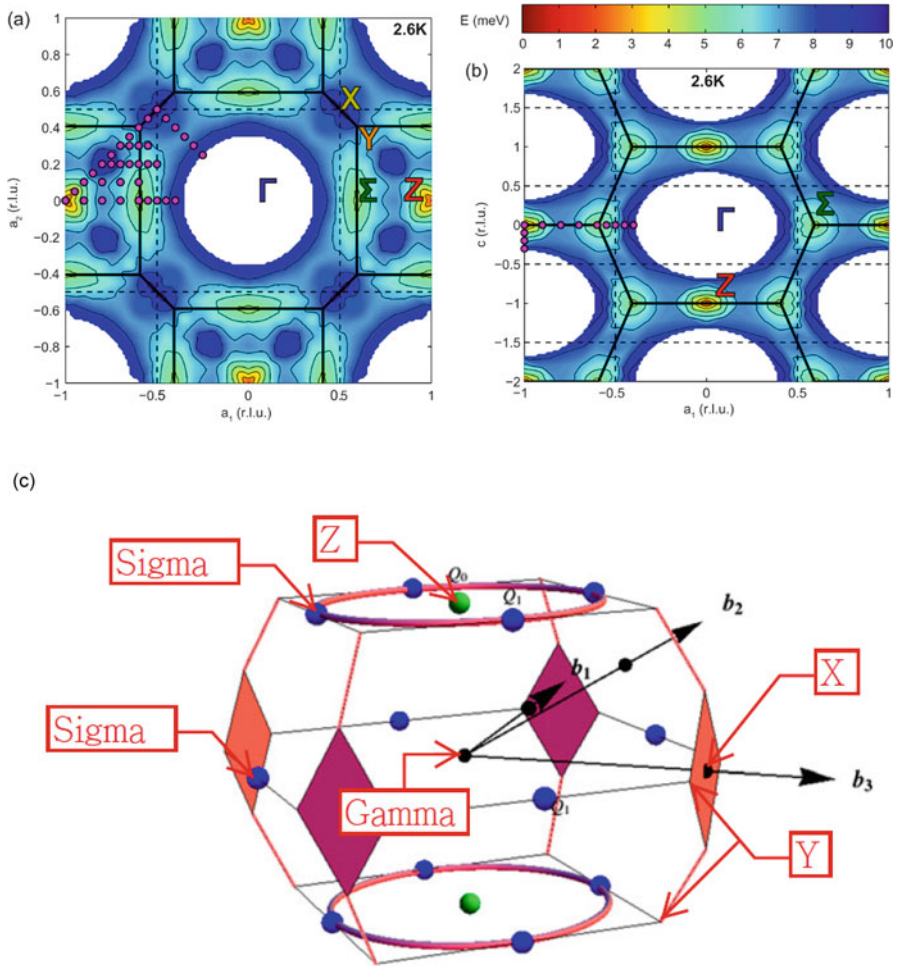 (a)
2.6K
X
Y
Γ
Σ
Z
1
0.8
0.6
0.4
0.2
0
−0.2
−0.4
−0.6
−0.8
−1
a2 (r.l.u.)
−1 −0.5 0 0.5 1
a1 (r.l.u.)
E (meV)
0 1 2 3 4 5 6 7 8 9 10
(b)
2.6K
Γ
Σ
Z
2
1.5
1
0.5
0
−0.5
−1
−1.5
−2
c (r.l.u.)
−1 −0.5 0 0.5 1
a1 (r.l.u.)
(c)
Z
Sigma
Q0
Q1
b2
b1
X
Sigma
b3
Gamma
Q1
Y